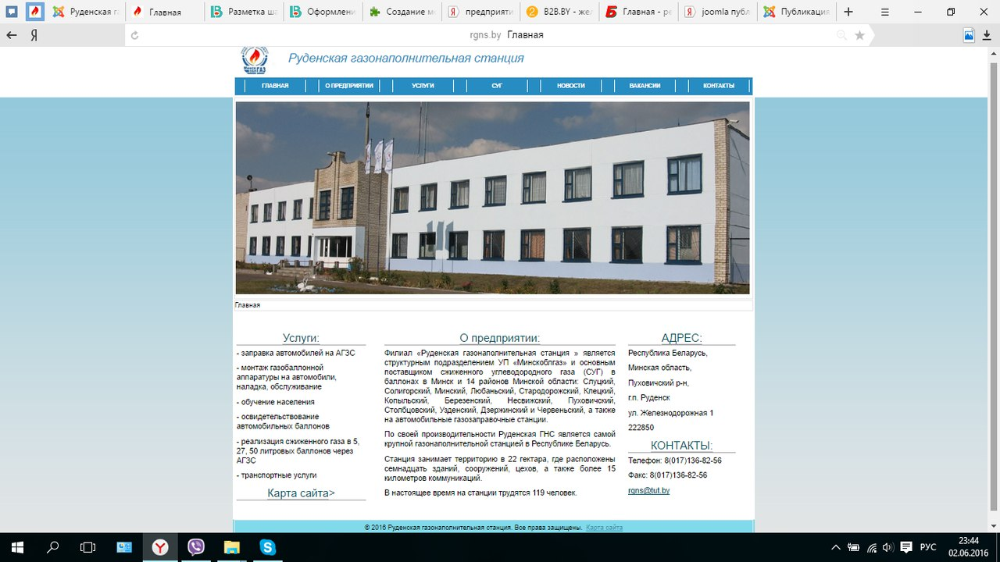 Руденская га
Главная
Разметка ша
Оформлени
Создание м
предприяти
B2B.BY - же
Главная - ре
joomla публ
Публикация
rgns.by Главная
Руденская газонаполнительная станция
ГЛАВНАЯ О ПРЕДПРИЯТИИ УСЛУГИ СУГ НОВОСТИ ВАКАНСИИ КОНТАКТЫ
Главная
Услуги:
- заправка автомобилей на АГЗС
- монтаж газобаллонной
аппаратуры на автомобили,
наладка, обслуживание
- обучение населения
- освидетельствование
автомобильных баллонов
- реализация сжиженного газа в 5,
27, 50 литровых баллонов через
АГЗС
- транспортные услуги
Карта сайта>
О предприятии:
Филиал «Руденская газонаполнительная станция » является
структурным подразделением УП «Минскоблгаз» и основным
поставщиком сжиженного углеводородного газа (СУГ) в
баллонах в Минск и 14 районов Минской области: Слуцкий,
Солигорский, Минский, Любаньский, Стародорожский, Клецкий,
Копыльский, Березенский, Несвижский, Пуховичский,
Столбцовский, Узденский, Дзержинский и Червеньский, а также
на автомобильные газозаправочные станции.
По своей производительности Руденская ГНС является самой
крупной газонаполнительной станцией в Республике Беларусь.
Станция занимает территорию в 22 гектара, где расположены
семнадцать зданий, сооружений, цехов, а также более 15
километров коммуникаций.
В настоящее время на станции трудятся 119 человек.
АДРЕС:
Республика Беларусь,
Минская область,
Пуховичский р-н,
г.п. Руденск
ул. Железнодорожная 1
222850
КОНТАКТЫ:
Телефон: 8(017)136-82-56
Факс: 8(017)136-82-56
rgns@tut.by
© 2016 Руденская газонаполнительная станция. Все права защищены. Карта сайта
РУС
23:44
02.06.2016